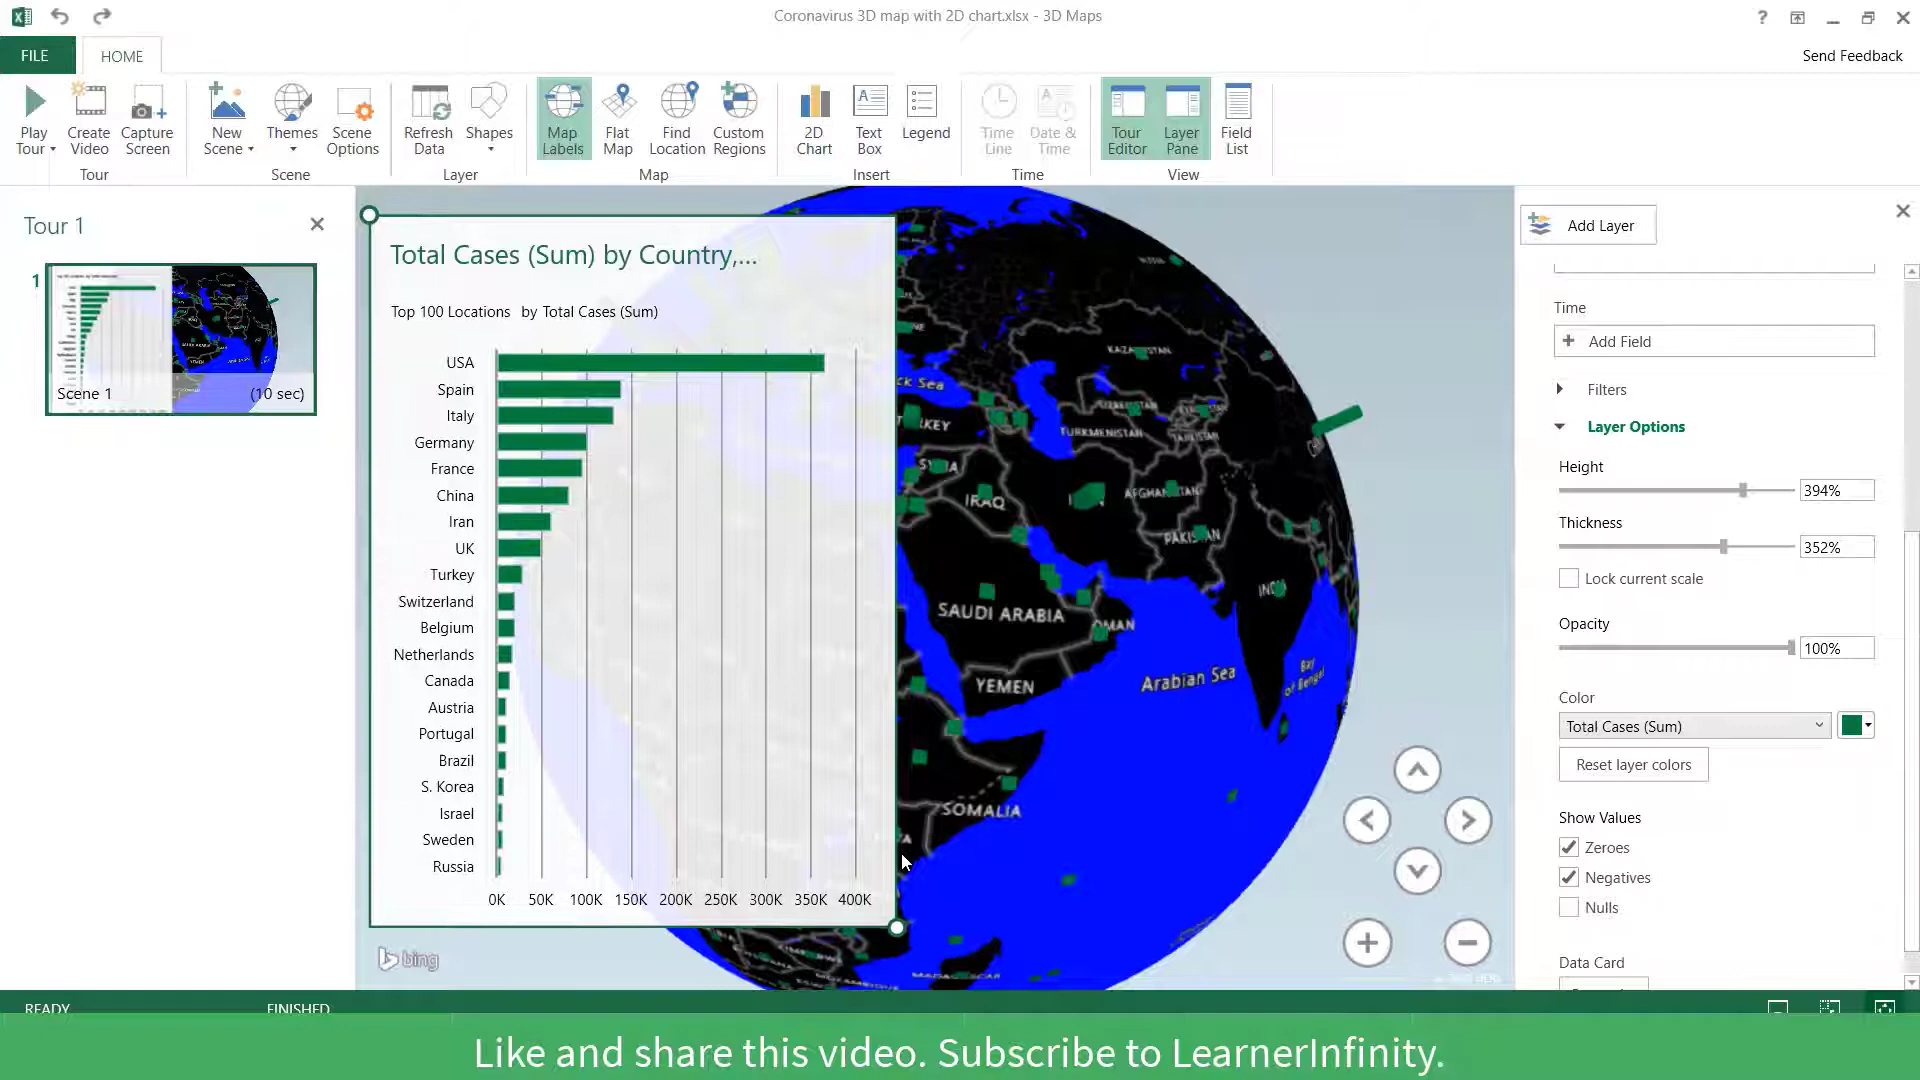 Coronavirus 3D map with 2D chart.xlsx - 3D Maps
FILE
HOME
Send Feedback
Play Tour
Create Video
Capture Screen
New Scene
Themes
Scene Options
Refresh Data
Shapes
Map Labels
Flat Map
Find Location
Custom Regions
2D Chart
Text Box
Legend
Time Line
Date & Time
Tour Editor
Layer Pane
Field List
Tour
Scene
Layer
Map
Insert
Time
View
Tour 1
1
Scene 1
(10 sec)
Total Cases (Sum) by Country,...
Top 100 Locations by Total Cases (Sum)
USA
Spain
Italy
Germany
France
China
Iran
UK
Turkey
Switzerland
Belgium
Netherlands
Canada
Austria
Portugal
Brazil
S. Korea
Israel
Sweden
Russia
0K
50K
100K
150K
200K
250K
300K
350K
400K
TURKMENISTAN
IRAQ
AFGHANISTAN
PAKISTAN
SAUDI ARABIA
OMAN
YEMEN
Arabian Sea
Bay of Bengal
SOMALIA
bing
Add Layer
Time
Add Field
Filters
Layer Options
Height
394%
Thickness
352%
Lock current scale
Opacity
100%
Color
Total Cases (Sum)
Reset layer colors
Show Values
Zeroes
Negatives
Nulls
Data Card
READY
FINISHED
Like and share this video. Subscribe to LearnerInfinity.